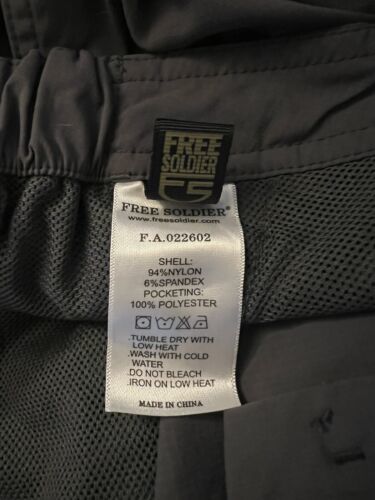 FREE
SOLDIER
FS
FREE SOLDIER®
www.freesoldier.com
F.A.022602
SHELL:
94%NYLON
6%SPANDEX
POCKETING:
100% POLYESTER
.TUMBLE DRY WITH
LOW HEAT
.WASH WITH COLD
WATER
.DO NOT BLEACH
.IRON ON LOW HEAT
MADE IN CHINA